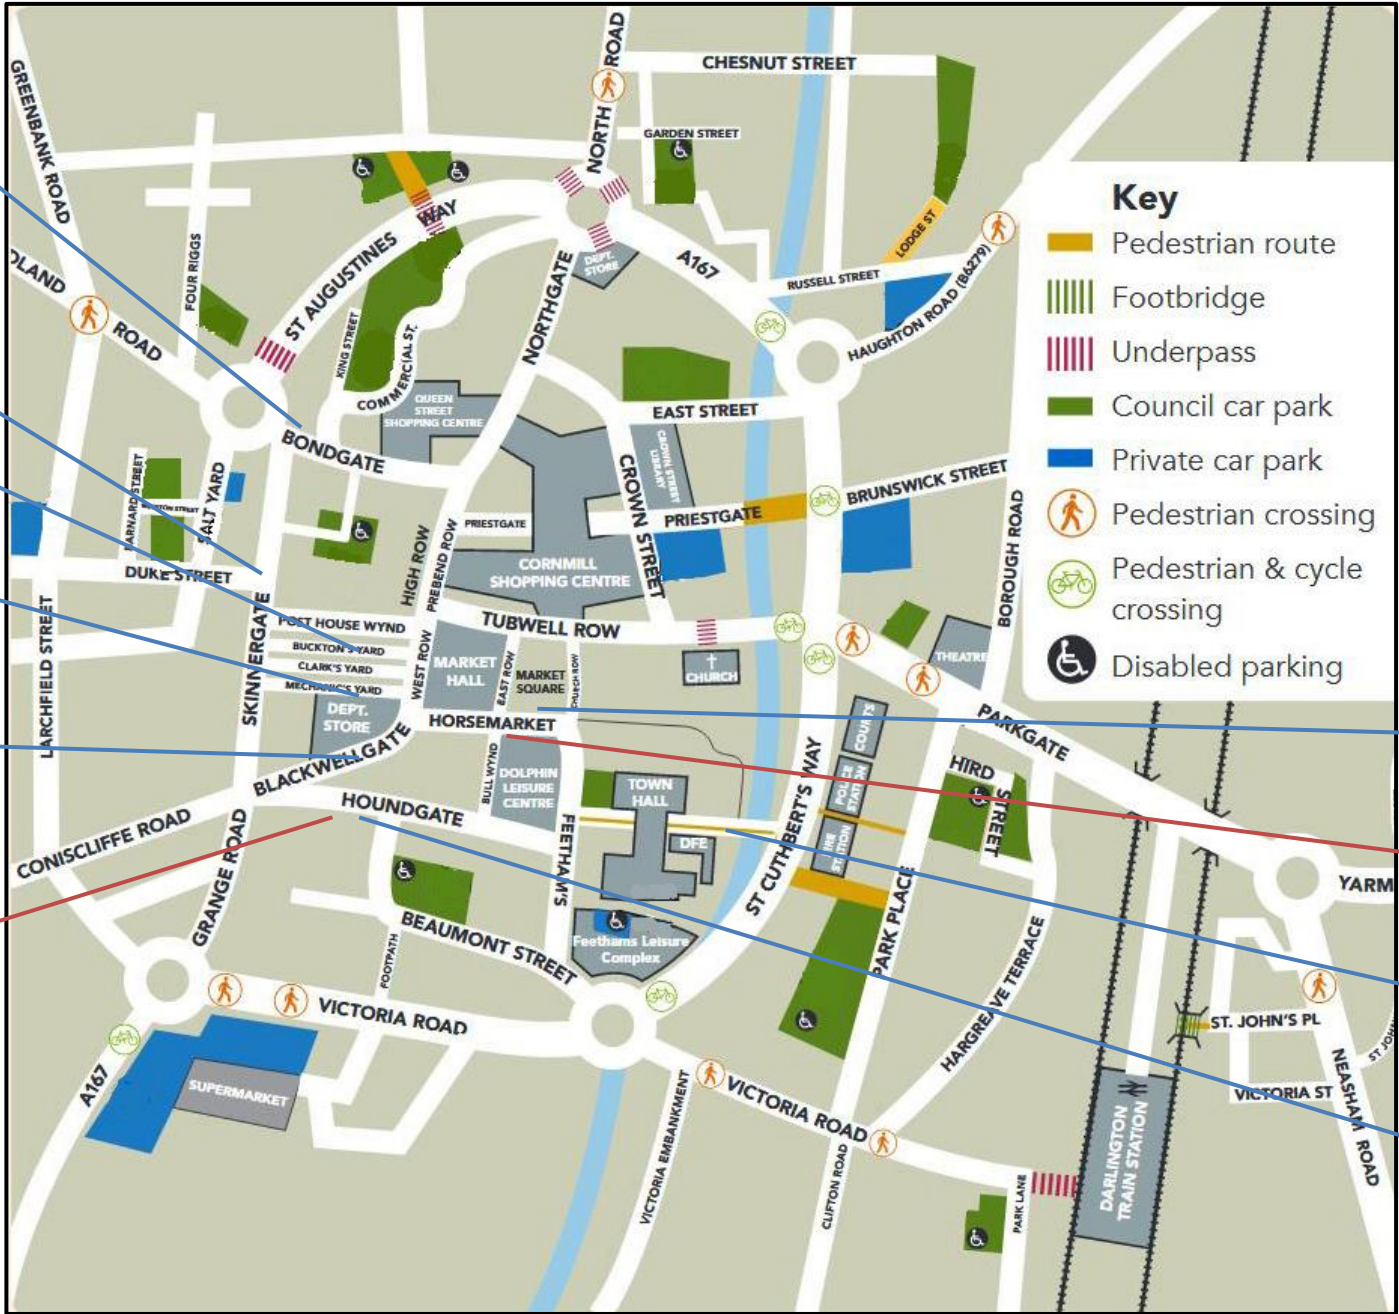 NORTH ROAD
CHESNUT STREET
GREENBANK ROAD
GARDEN STREET
Key
Pedestrian route
Footbridge
Underpass
Council car park
Private car park
Pedestrian crossing
Pedestrian & cycle
crossing
Disabled parking
ST AUGUSTINES WAY
LODGE ST
FOUR RIGGS
DEPT.
STORE
A167
RUSSELL STREET
HAUGHTON ROAD (B6279)
ROAD
KING STREET
COMMERCIAL ST.
NORTHGATE
QUEEN
STREET
SHOPPING CENTRE
EAST STREET
BONDGATE
CROWN STREET
LIBRARY
CROWN STREET
BARNARD STREET
SALT YARD
PRIESTGATE
PRIESTGATE
BRUNSWICK STREET
BOROUGH ROAD
DUKE STREET
HIGH ROW
PREBEND ROW
CORNMILL
SHOPPING CENTRE
LARCHFIELD STREET
SKINNERGATE
POST HOUSE WYND
BUCKTON'S YARD
CLARK'S YARD
MECHANIC'S YARD
TUBWELL ROW
WEST ROW
MARKET
HALL
EAST ROW
MARKET
SQUARE
CHURCH ROW
CHURCH
THEATRE
DEPT.
STORE
HORSEMARKET
COURTS
PARKGATE
BLACKWELLGATE
BULL WYND
DOLPHIN
LEISURE
CENTRE
TOWN
HALL
POLICE
STATION
HIRD STREET
CONISCLIFFE ROAD
HOUNDGATE
FEETHAM'S
DFE
FIRE
STATION
ST CUTHBERT'S WAY
YARM
GRANGE ROAD
BEAUMONT STREET
FOOTPATH
Feethams Leisure
Complex
PARK PLACE
HARGREAVE TERRACE
VICTORIA ROAD
ST. JOHN'S PL
ST JOHN
VICTORIA ST
NEASHAM ROAD
A167
SUPERMARKET
VICTORIA EMBANKMENT
VICTORIA ROAD
CLIFTON ROAD
PARK LANE
DARLINGTON
TRAIN STATION